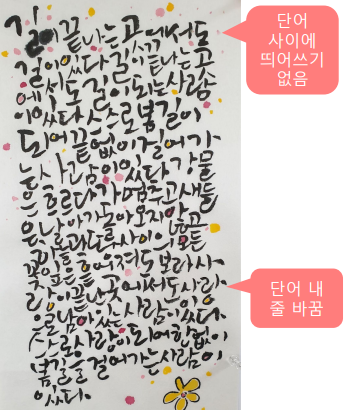 길이끝나는곳에서도
길이있다길이끝나는곳
에서도길이되는사람
이있다스스로봄길이
되어끝없이걸어가
는사람이있다강물
은흐르다가멈추고새들
은날아가돌아오지않고
하늘과땅사이의모든
꽃잎은흩어져도보라사
랑이끝난곳에서도사랑
으로남아있는사람이있다
스스로사랑이되어한없이
봄길을걸어가는사람이
있다.
단어
사이에
띄어쓰기
없음
단어 내
줄 바꿈